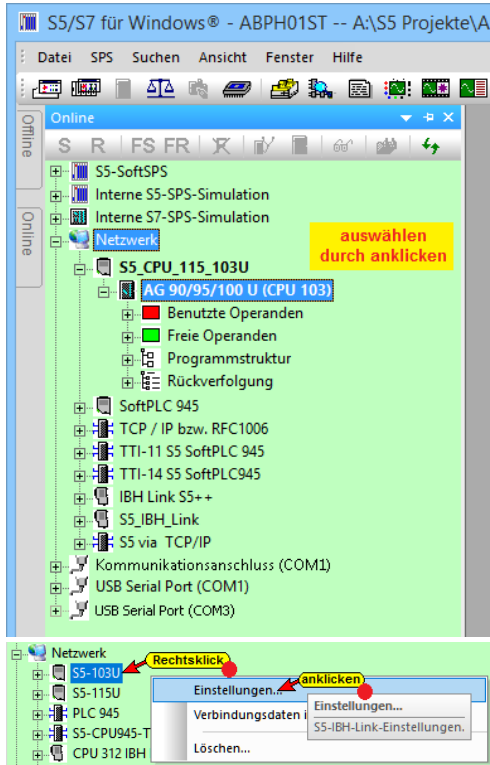 S5/S7 für Windows® - ABPH01ST -- A:\S5 Projekte\A
Datei SPS Suchen Ansicht Fenster Hilfe
Online
S R FS FR
Offline
Online
S5-SoftSPS
Interne S5-SPS-Simulation
Interne S7-SPS-Simulation
Netzwerk
auswählen
durch anklicken
S5_CPU_115_103U
AG 90/95/100 U (CPU 103)
Benutzte Operanden
Freie Operanden
Programmstruktur
Rückverfolgung
SoftPLC 945
TCP / IP bzw. RFC1006
TTI-11 S5 SoftPLC 945
TTI-14 S5 SoftPLC945
IBH Link S5++
S5_IBH_Link
S5 via TCP/IP
Kommunikationsanschluss (COM1)
USB Serial Port (COM1)
USB Serial Port (COM3)
Netzwerk
S5-103U
Rechtsklick
S5-115U
Einstellungen...
anklicken
PLC 945
Verbindungsdaten i
Einstellungen...
S5-IBH-Link-Einstellungen.
S5-CPU945-T
CPU 312 IBH
Löschen...